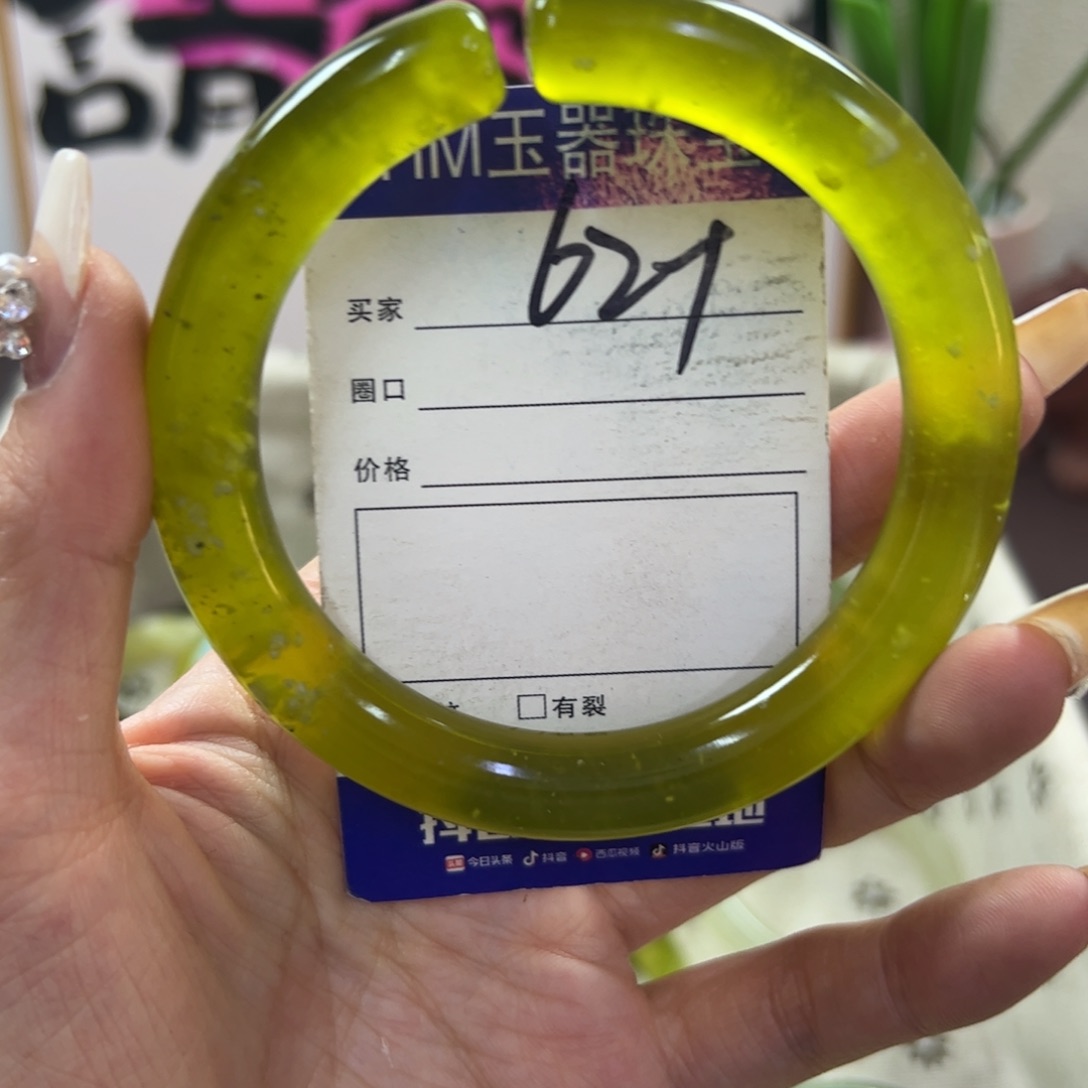 請
玉器珠宝
621
买家
圈口
价格
有裂
今日头条 抖音 西瓜视频 抖音火山版